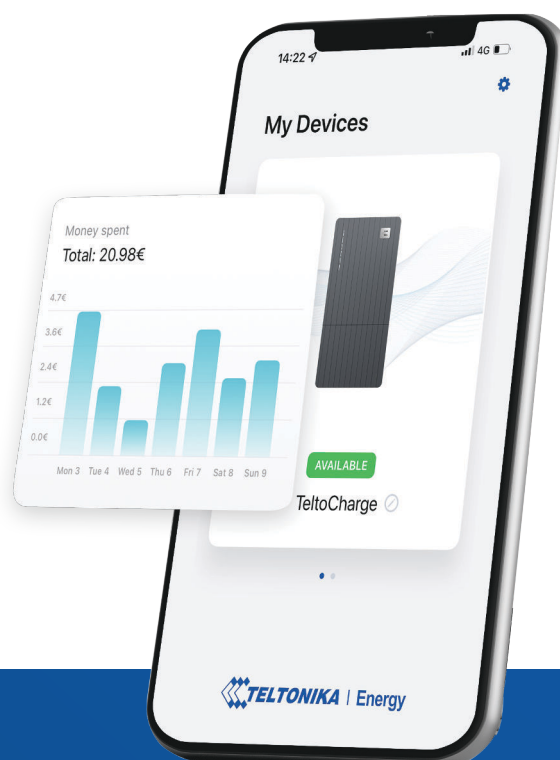 14:22
4G
My Devices
Money spent
Total: 20.98€
4.7€
3.6€
2.4€
1.2€
0.0€
Mon 3 Tue 4 Wed 5 Thu 6 Fri 7 Sat 8 Sun 9
AVAILABLE
TeltoCharge
TELTONIKA | Energy